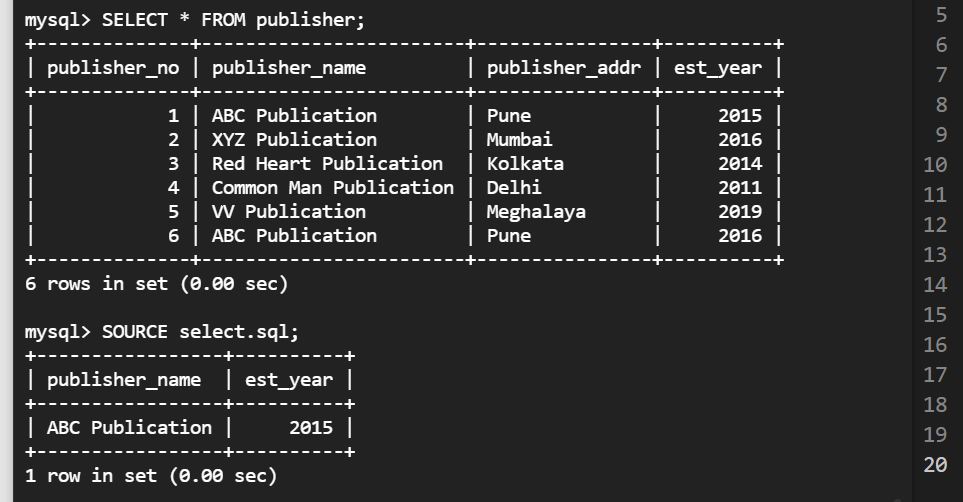 mysql> SELECT * FROM publisher;
+--------------+------------------------+----------------+----------+
| publisher_no | publisher_name         | publisher_addr | est_year |
+--------------+------------------------+----------------+----------+
|            1 | ABC Publication        | Pune           |     2015 |
|            2 | XYZ Publication        | Mumbai         |     2016 |
|            3 | Red Heart Publication  | Kolkata        |     2014 |
|            4 | Common Man Publication | Delhi          |     2011 |
|            5 | VV Publication         | Meghalaya      |     2019 |
|            6 | ABC Publication        | Pune           |     2016 |
+--------------+------------------------+----------------+----------+
6 rows in set (0.00 sec)
mysql> SOURCE select.sql;
+-----------------+----------+
| publisher_name  | est_year |
+-----------------+----------+
| ABC Publication |     2015 |
+-----------------+----------+
1 row in set (0.00 sec)
5
6
7
8
9
10
11
12
13
14
15
16
17
18
19
20